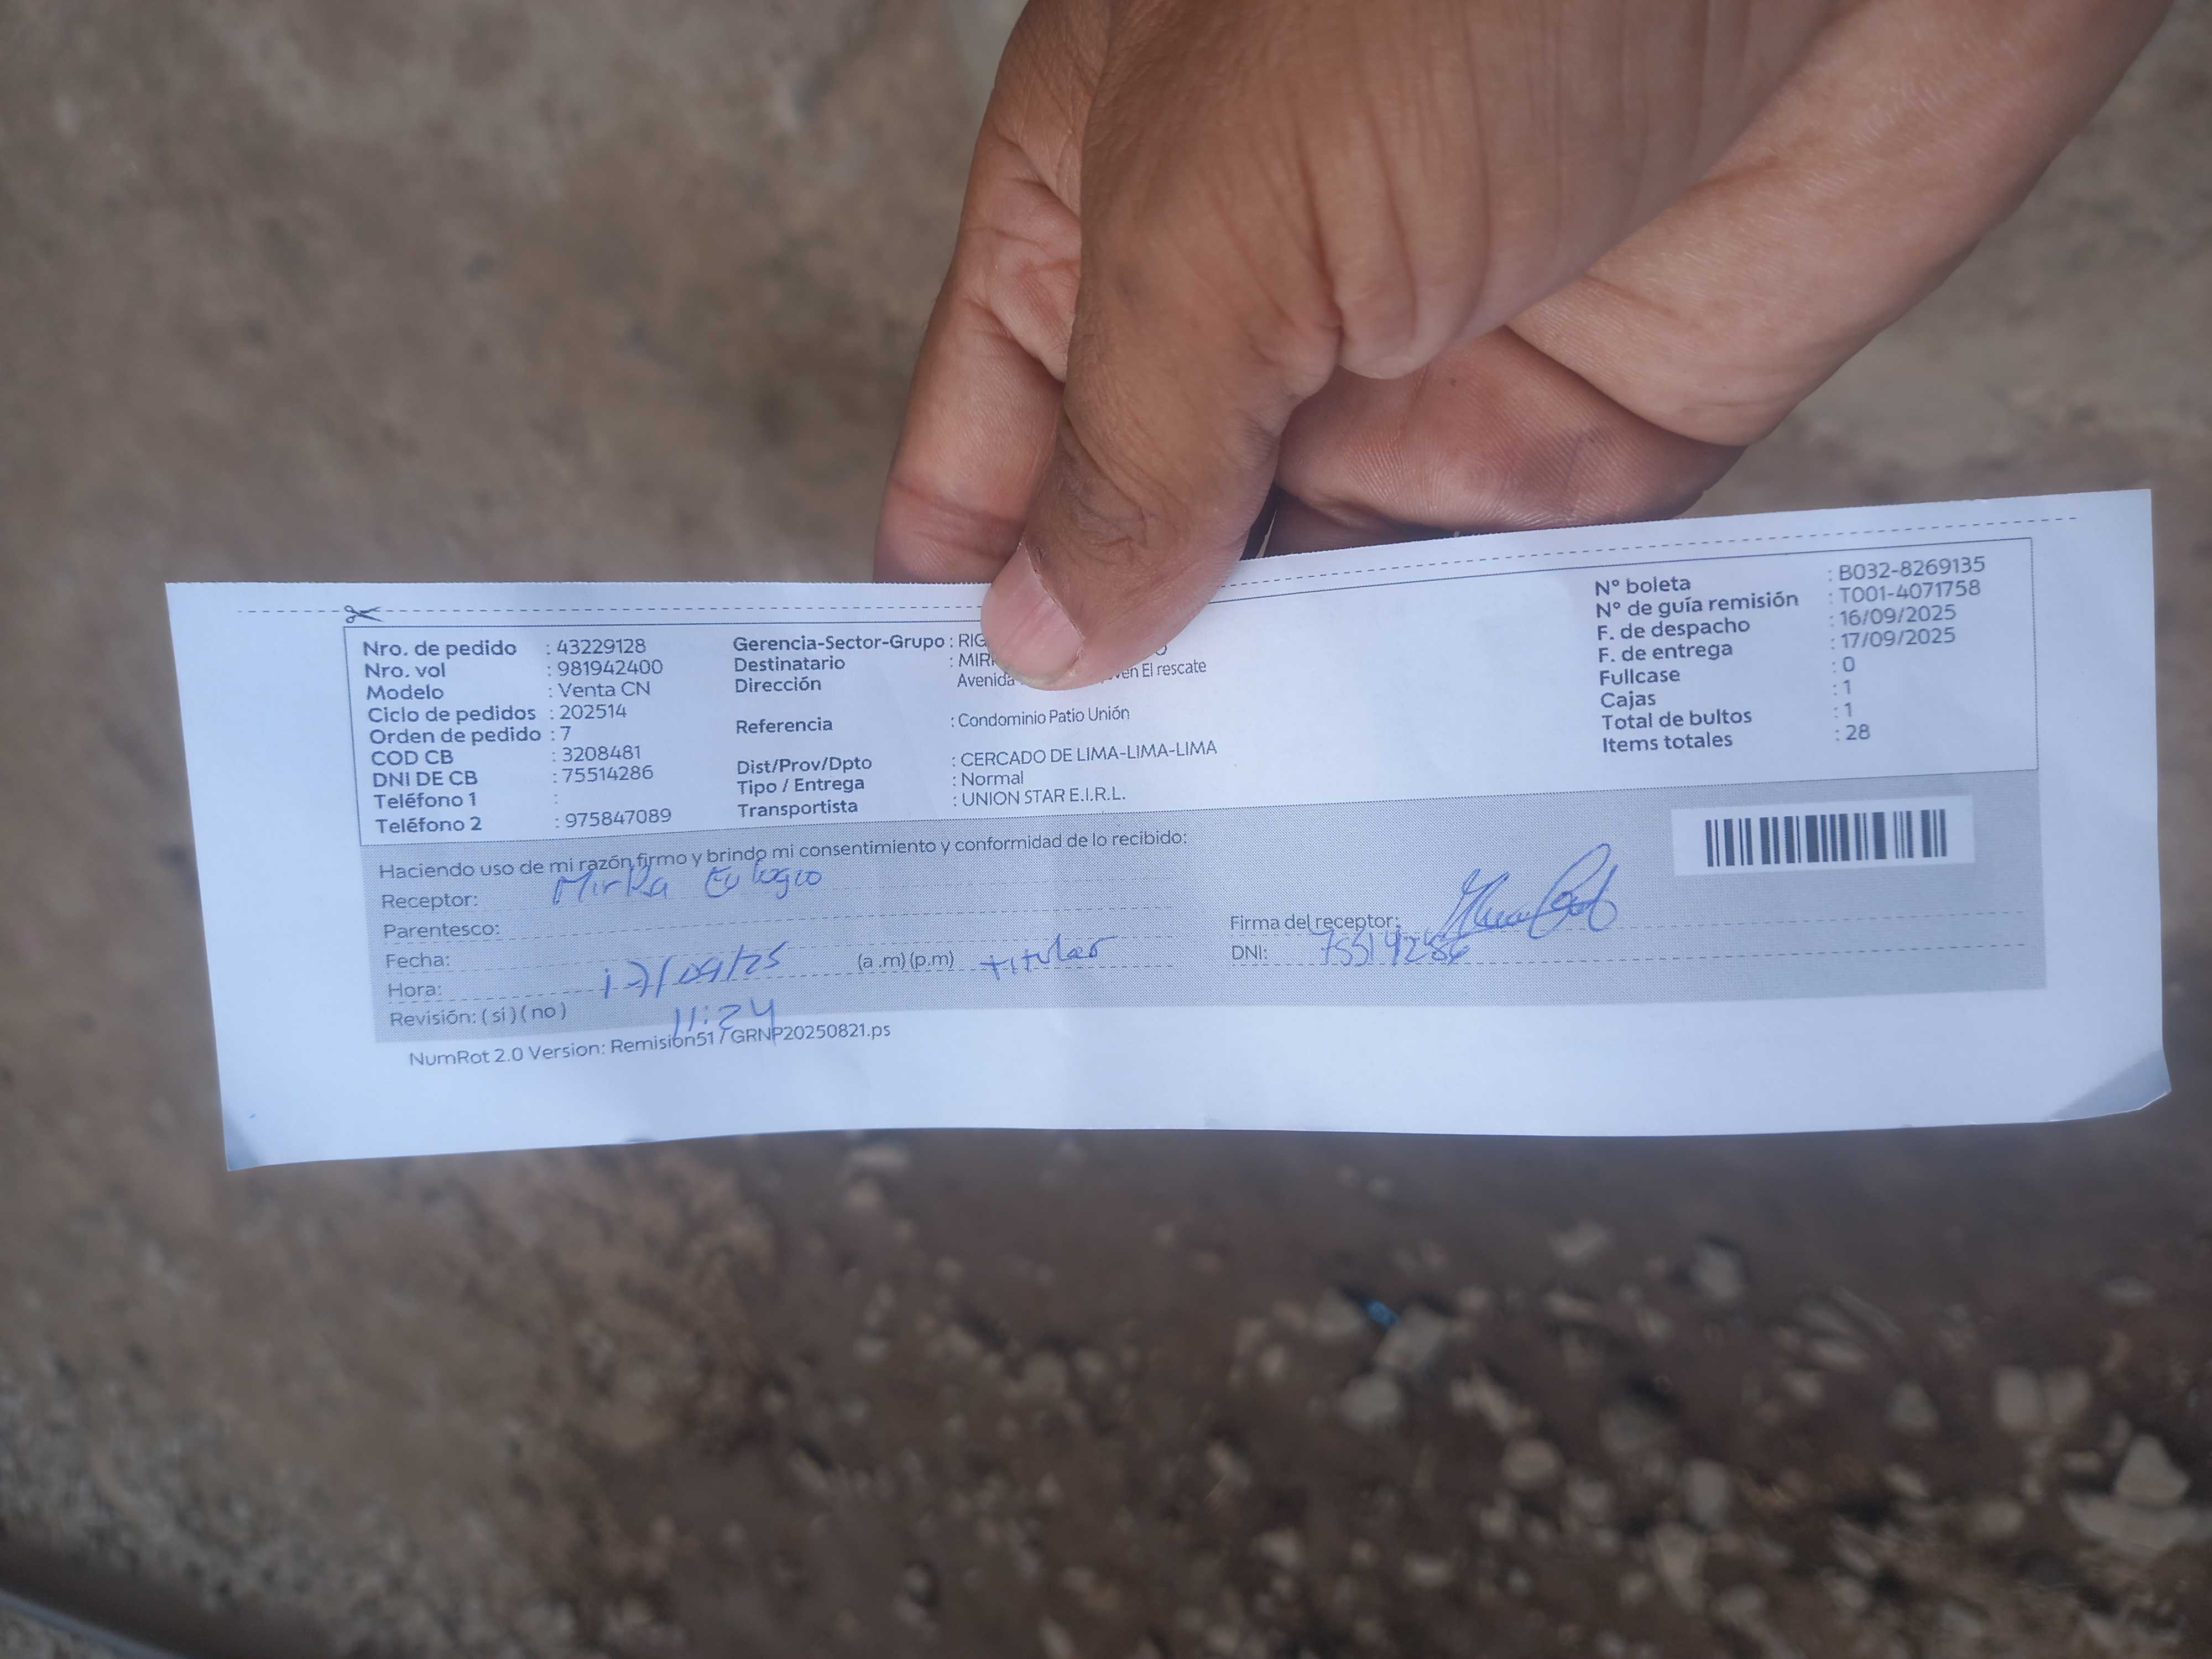 Nro. de pedido : 43229128
Nro. vol : 981942400
Modelo : Venta CN
Ciclo de pedidos : 202514
Orden de pedido : 7
COD CB : 3208481
DNI DE CB : 75514286
Teléfono 1 :
Teléfono 2 : 975847089
Gerencia-Sector-Grupo :
Destinatario :
Dirección Avenida El rescate
Referencia : Condominio Patio Unión
Dist/Prov/Dpto : CERCADO DE LIMA-LIMA-LIMA
Tipo / Entrega : Normal
Transportista : UNION STAR E.I.R.L.
N° boleta : B032-8269135
N° de guía remisión : T001-4071758
F. de despacho : 16/09/2025
F. de entrega : 17/09/2025
Fullcase : 0
Cajas : 1
Total de bultos : 1
Items totales : 28
Haciendo uso de mi razón firmo y brindo mi consentimiento y conformidad de lo recibido:
Receptor: Mirka Eulogio
Parentesco:
Fecha: 17/09/25 (a .m) (p.m) titular
Hora: 11:24
Revisión: ( si ) ( no )
Firma del receptor:
DNI: 75514286
NumRot 2.0 Version: Remision51 / GRNP20250821.ps